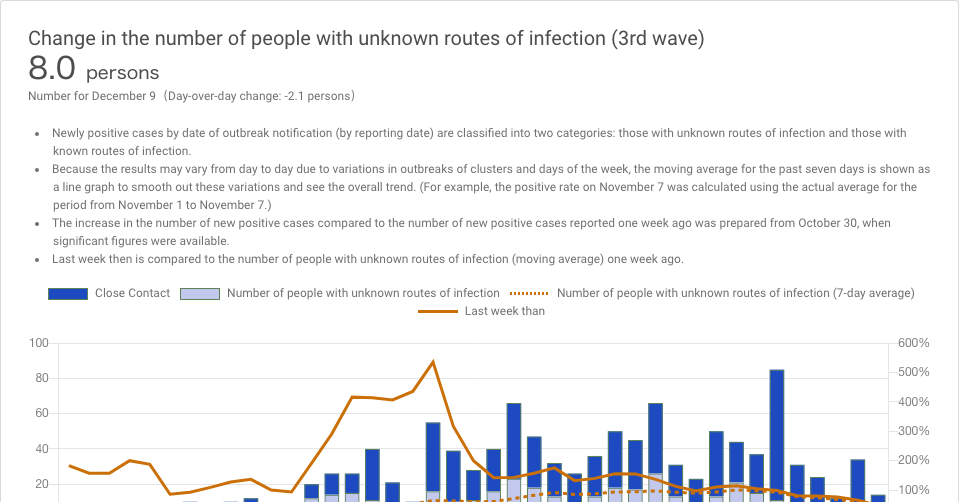 Change in the number of people with unknown routes of infection (3rd wave)
8.0 persons
Number for December 9（Day-over-day change: -2.1 persons）
Newly positive cases by date of outbreak notification (by reporting date) are classified into two categories: those with unknown routes of infection and those with
known routes of infection.
Because the results may vary from day to day due to variations in outbreaks of clusters and days of the week, the moving average for the past seven days is shown as
a line graph to smooth out these variations and see the overall trend. (For example, the positive rate on November 7 was calculated using the actual average for the
period from November 1 to November 7.)
The increase in the number of new positive cases compared to the number of new positive cases reported one week ago was prepared from October 30, when
significant figures were available.
Last week then is compared to the number of people with unknown routes of infection (moving average) one week ago.
Close Contact Number of people with unknown routes of infection Number of people with unknown routes of infection (7-day average)
Last week than
100 600%
500%
80
400%
60
300%
40
200%
20
100%